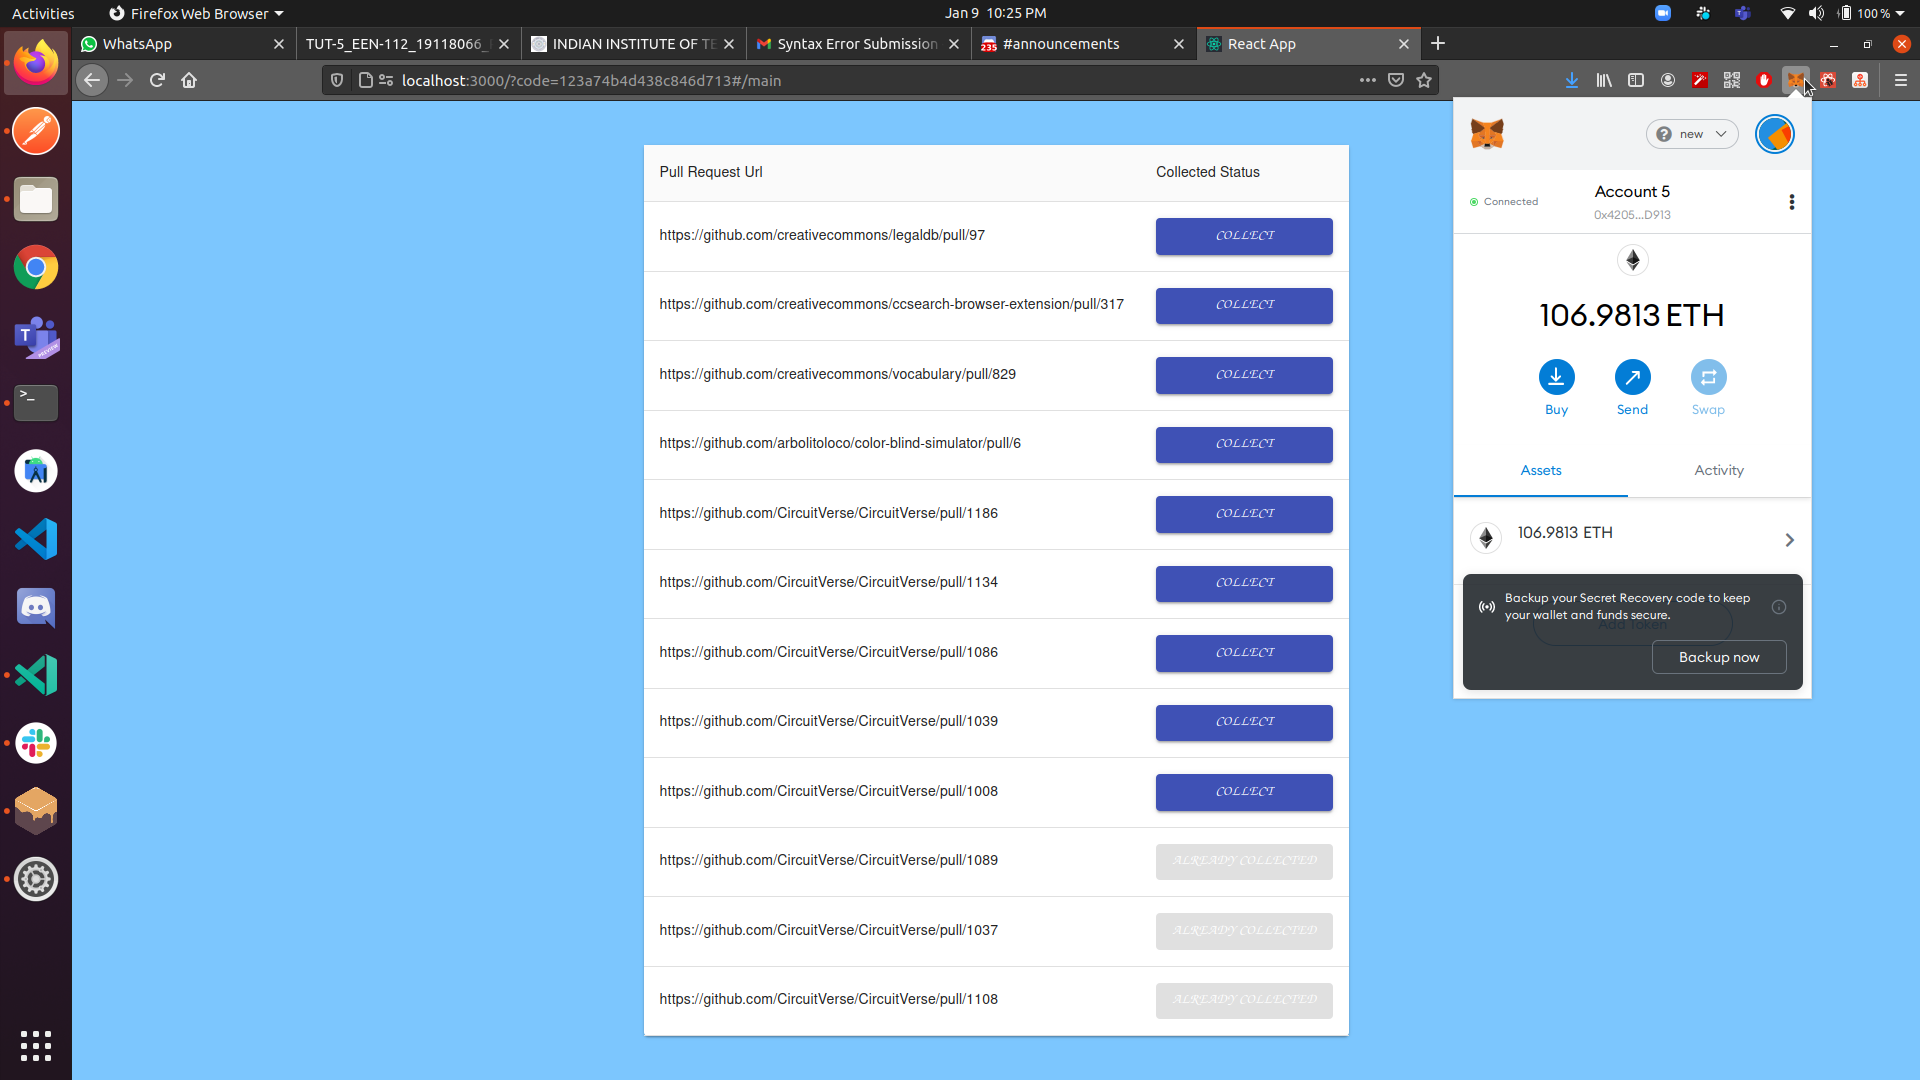 Activities
Firefox Web Browser
Jan 9 10:25 PM
100 %
WhatsApp
TUT-5_EEN-112_19118066_
INDIAN INSTITUTE OF TE
Syntax Error Submission
235
#announcements
React App
localhost:3000/?code=123a74b4d438c846d713#/main
Pull Request Url
Collected Status
https://github.com/creativecommons/legaldb/pull/97
COLLECT
https://github.com/creativecommons/ccsearch-browser-extension/pull/317
COLLECT
https://github.com/creativecommons/vocabulary/pull/829
COLLECT
https://github.com/arbolitoloco/color-blind-simulator/pull/6
COLLECT
https://github.com/CircuitVerse/CircuitVerse/pull/1186
COLLECT
https://github.com/CircuitVerse/CircuitVerse/pull/1134
COLLECT
https://github.com/CircuitVerse/CircuitVerse/pull/1086
COLLECT
https://github.com/CircuitVerse/CircuitVerse/pull/1039
COLLECT
https://github.com/CircuitVerse/CircuitVerse/pull/1008
COLLECT
https://github.com/CircuitVerse/CircuitVerse/pull/1089
ALREADY COLLECTED
https://github.com/CircuitVerse/CircuitVerse/pull/1037
ALREADY COLLECTED
https://github.com/CircuitVerse/CircuitVerse/pull/1108
ALREADY COLLECTED
new
Connected
Account 5
0x4205...D913
106.9813 ETH
Buy
Send
Swap
Assets
Activity
106.9813 ETH
Backup your Secret Recovery code to keep
your wallet and funds secure.
Backup now